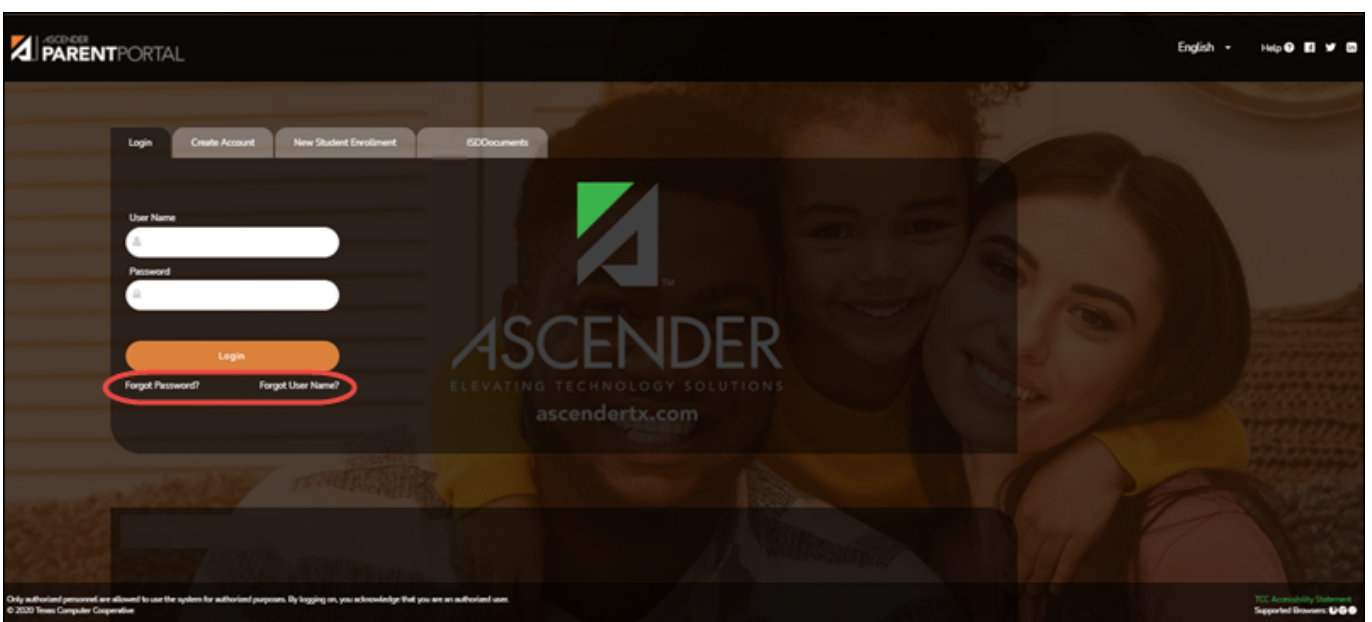 ASCENDER
PARENTPORTAL
English
Help
Login
Create Account
New Student Enrollment
ISDDocuments
User Name
Password
Login
Forgot Password?
Forgot User Name?
TM
ASCENDER
ELEVATING TECHNOLOGY SOLUTIONS
ascendertx.com
Only authorized personnel are allowed to use the system for authorized purposes. By logging on, you acknowledge that you are an authorized user.
© 2020 Texas Computer Cooperative
TCC Accessibility Statement
Supported Browsers: